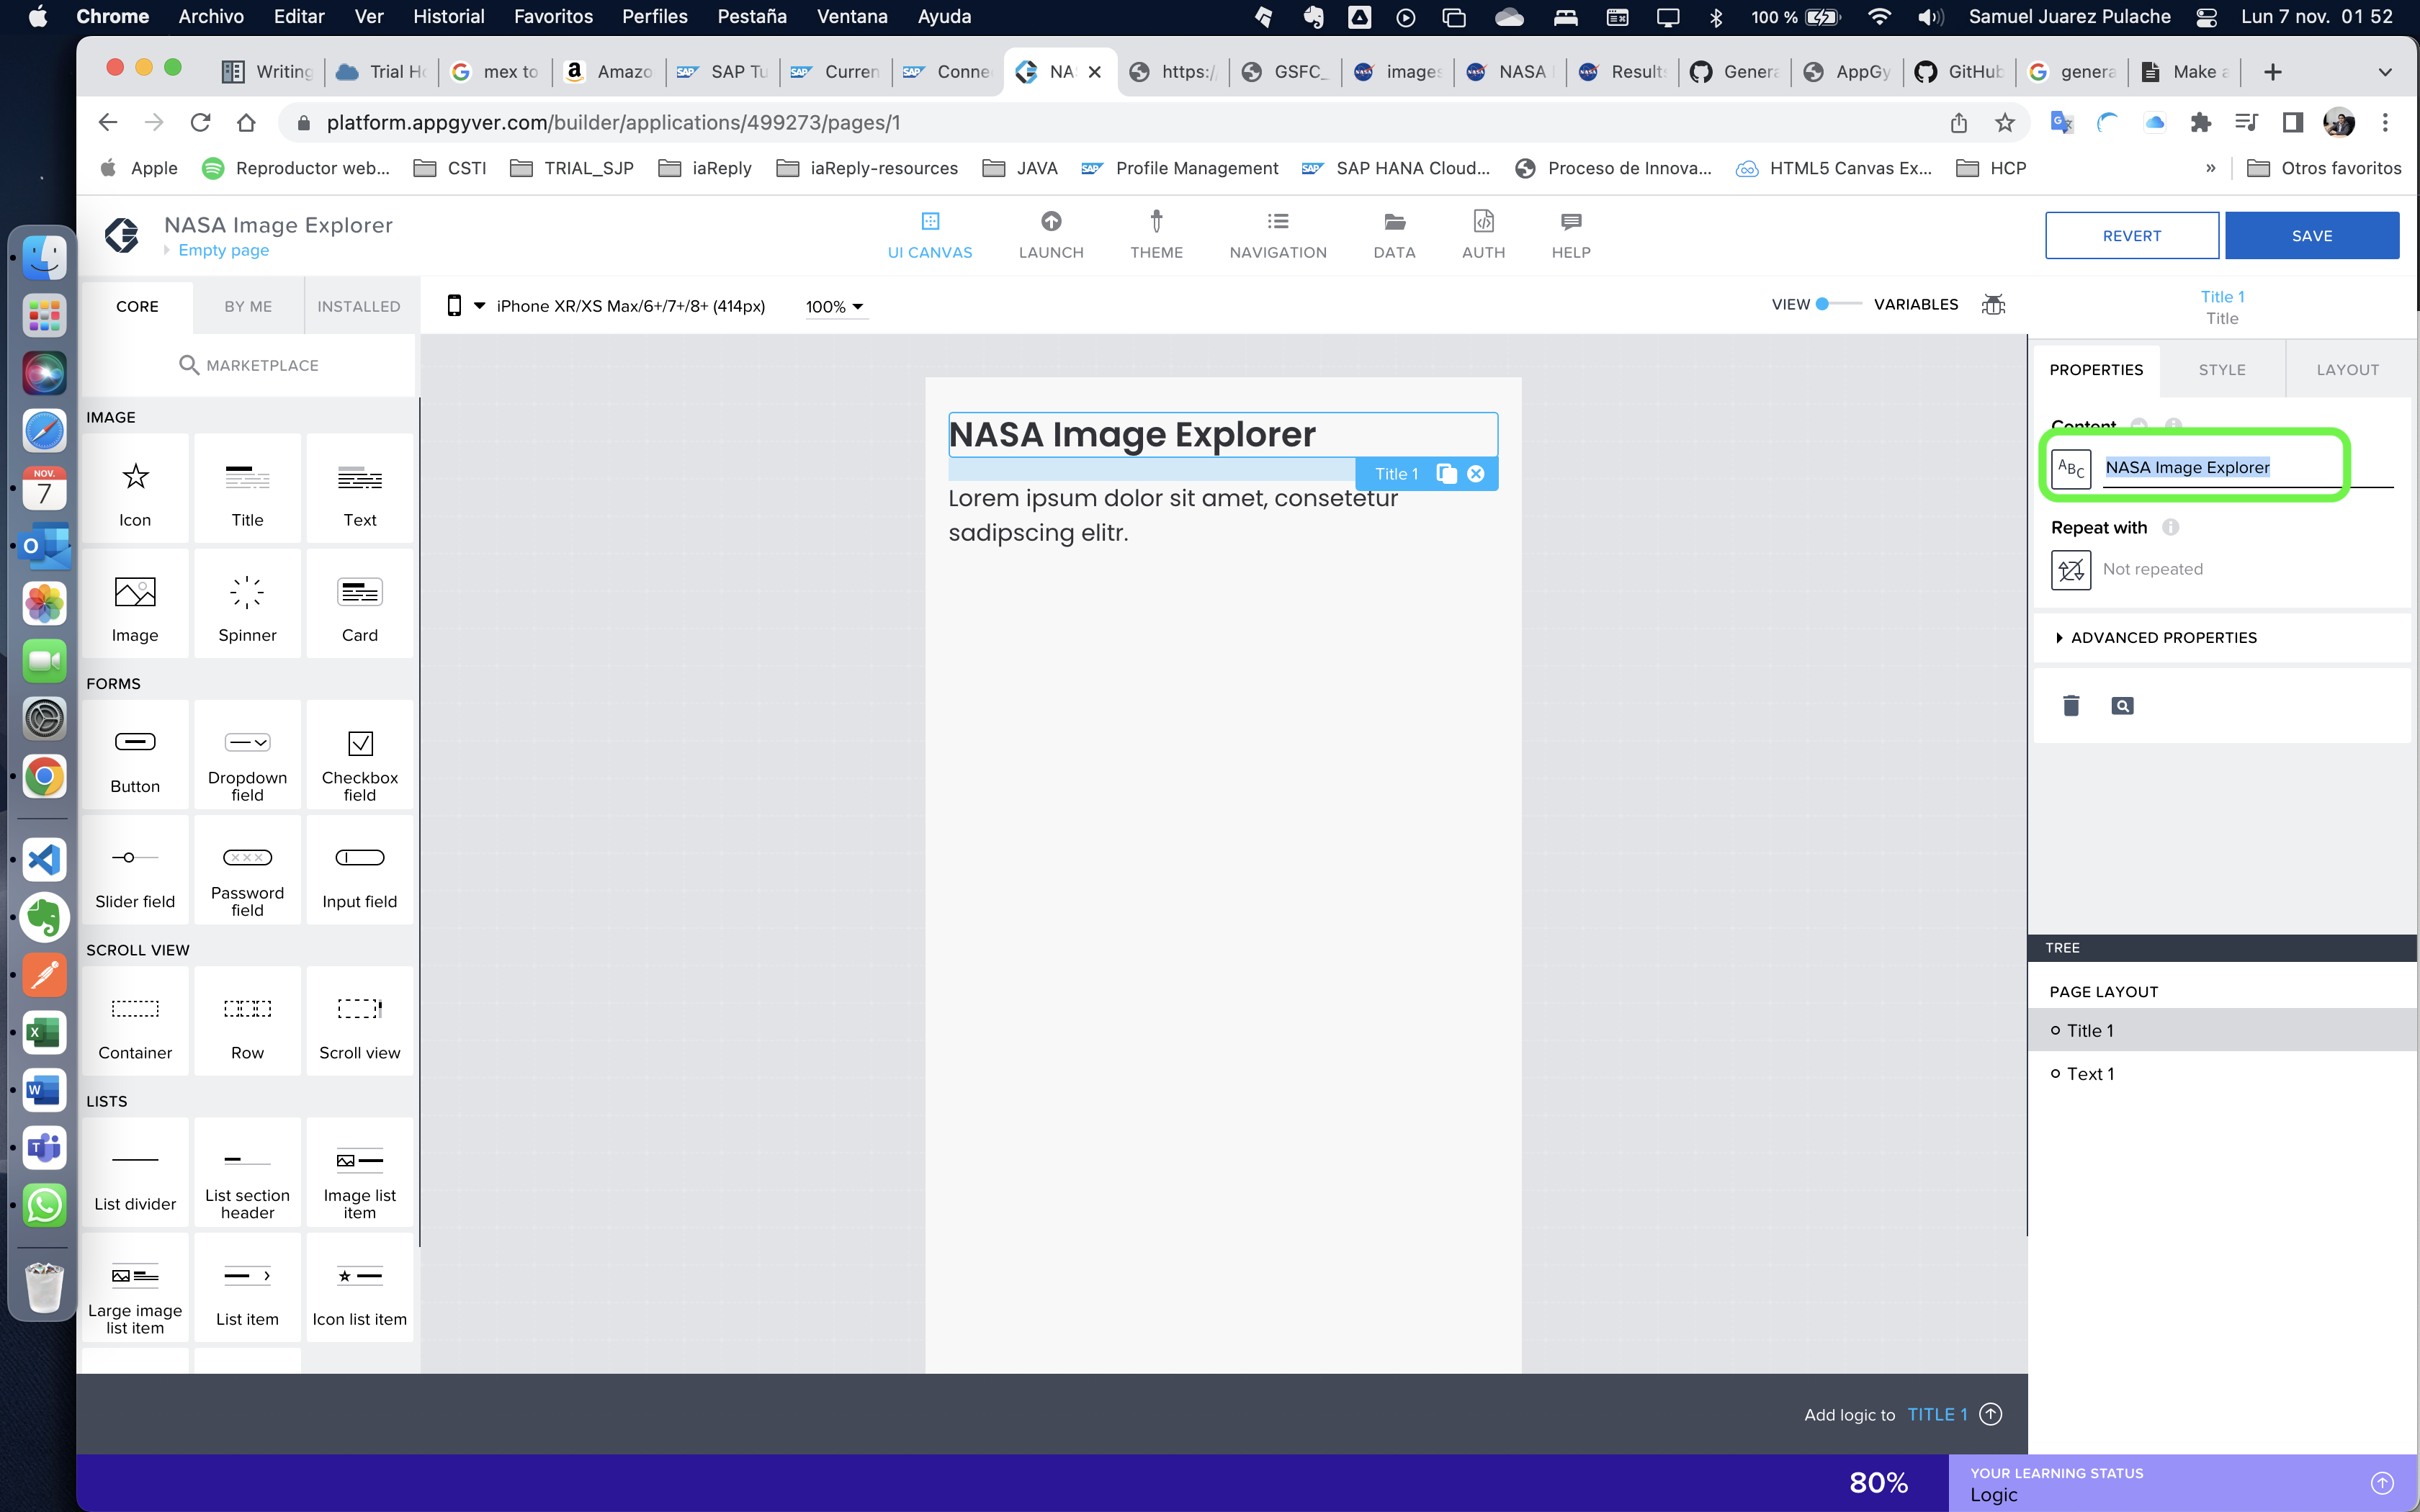 Chrome Archivo Editar Ver Historial Favoritos Perfiles Pestaña Ventana Ayuda 100 % Samuel Juarez Pulache Lun 7 nov. 01 52
Writing Trial Ho mex to Amazo SAP Tu Curren Conne NA https:/ GSFC_ images NASA Results Genera AppGy GitHub genera Make a
platform.appgyver.com/builder/applications/499273/pages/1
Apple Reproductor web... CSTI TRIAL_SJP iaReply iaReply-resources JAVA Profile Management SAP HANA Cloud... Proceso de Innova... HTML5 Canvas Ex... HCP » Otros favoritos
NASA Image Explorer
Empty page
UI CANVAS LAUNCH THEME NAVIGATION DATA AUTH HELP
REVERT SAVE
CORE BY ME INSTALLED
iPhone XR/XS Max/6+/7+/8+ (414px) 100%
VIEW VARIABLES
Title 1
Title
MARKETPLACE
PROPERTIES STYLE LAYOUT
IMAGE
Icon Title Text
Image Spinner Card
FORMS
Button Dropdown field Checkbox field
Slider field Password field Input field
SCROLL VIEW
Container Row Scroll view
LISTS
List divider List section header Image list item
Large image list item List item Icon list item
NASA Image Explorer
Title 1
Lorem ipsum dolor sit amet, consetetur
sadipscing elitr.
Content
ABC NASA Image Explorer
Repeat with
Not repeated
ADVANCED PROPERTIES
TREE
PAGE LAYOUT
Title 1
Text 1
Add logic to TITLE 1
80%
YOUR LEARNING STATUS
Logic
NOV.
7